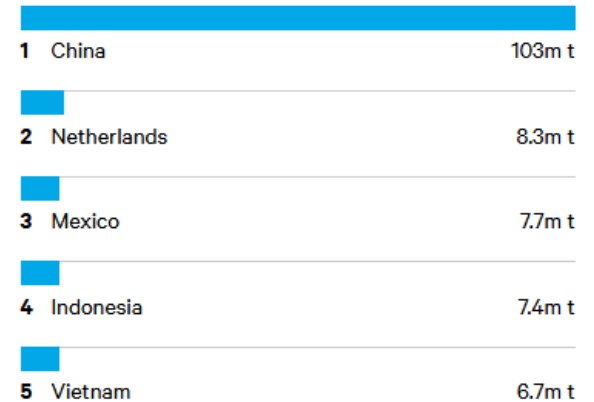 1 China 103m t
2 Netherlands 8.3m t
3 Mexico 7.7m t
4 Indonesia 7.4m t
5 Vietnam 6.7m t